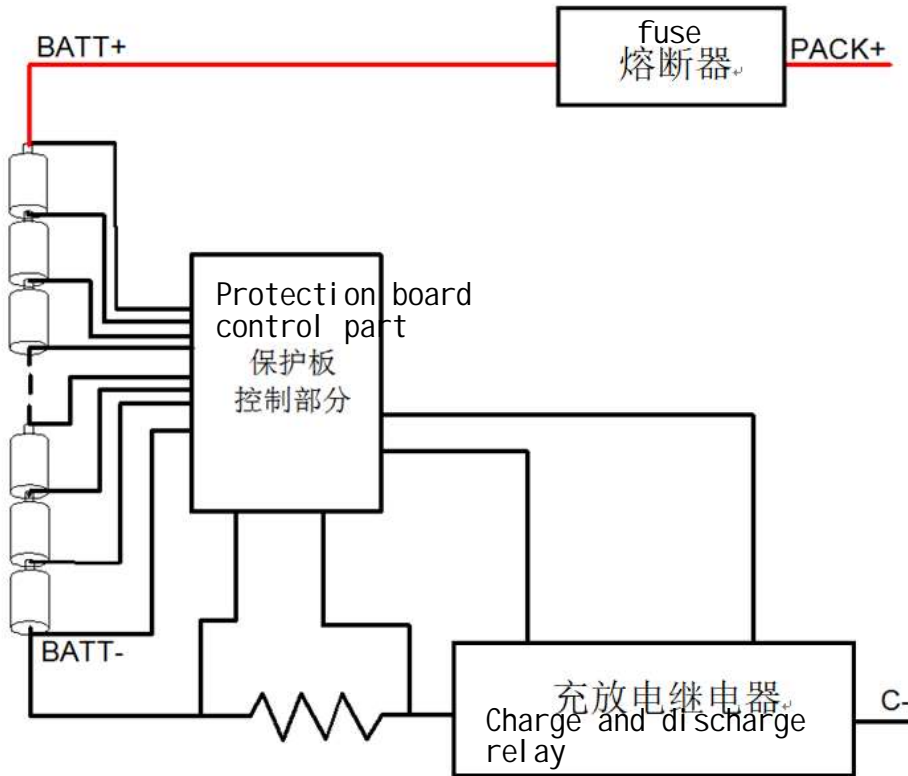 BATT+
fuse
熔断器
PACK+
Protection board
control part
保护板
控制部分
BATT-
充放电继电器
Charge and discharge
relay
C-